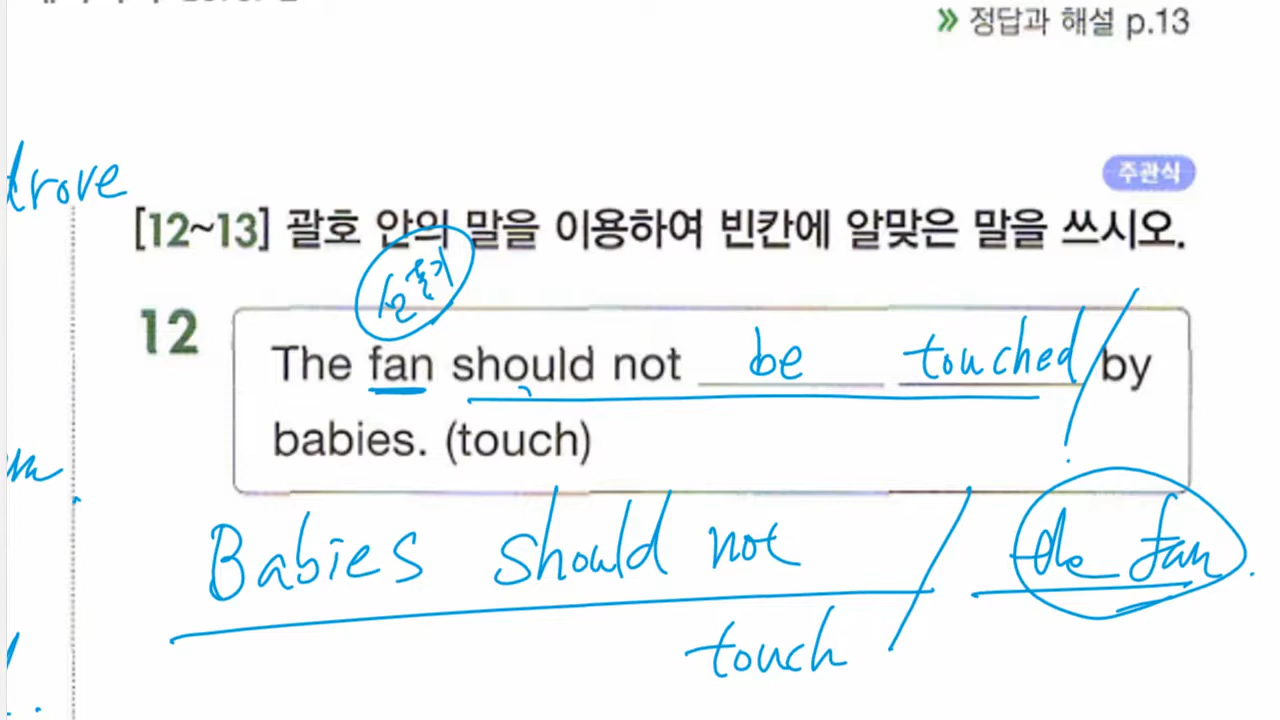 » 정답과 해설 p.13
주관식
drove
[12~13] 괄호 안의 말을 이용하여 빈칸에 알맞은 말을 쓰시오.
12
The fan should not be touched / by
babies. (touch)
Babies should not / the fan.
touch